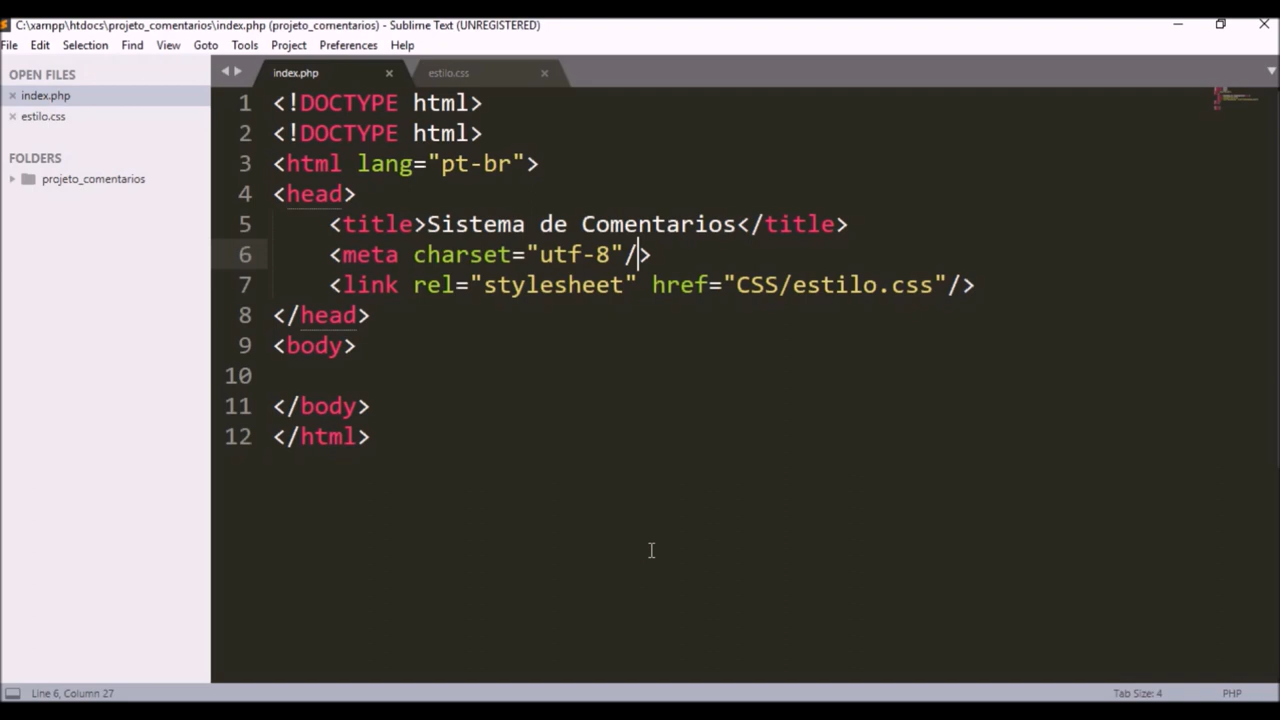 C:\xampp\htdocs\projeto_comentarios\index.php (projeto_comentarios) - Sublime Text (UNREGISTERED)
File Edit Selection Find View Goto Tools Project Preferences Help
OPEN FILES
index.php
estilo.css
FOLDERS
projeto_comentarios
index.php estilo.css
1 <!DOCTYPE html>
2 <!DOCTYPE html>
3 <html lang="pt-br">
4 <head>
5 <title>Sistema de Comentarios</title>
6 <meta charset="utf-8"/>
7 <link rel="stylesheet" href="CSS/estilo.css"/>
8 </head>
9 <body>
10
11 </body>
12 </html>
Line 6, Column 27 Tab Size: 4 PHP